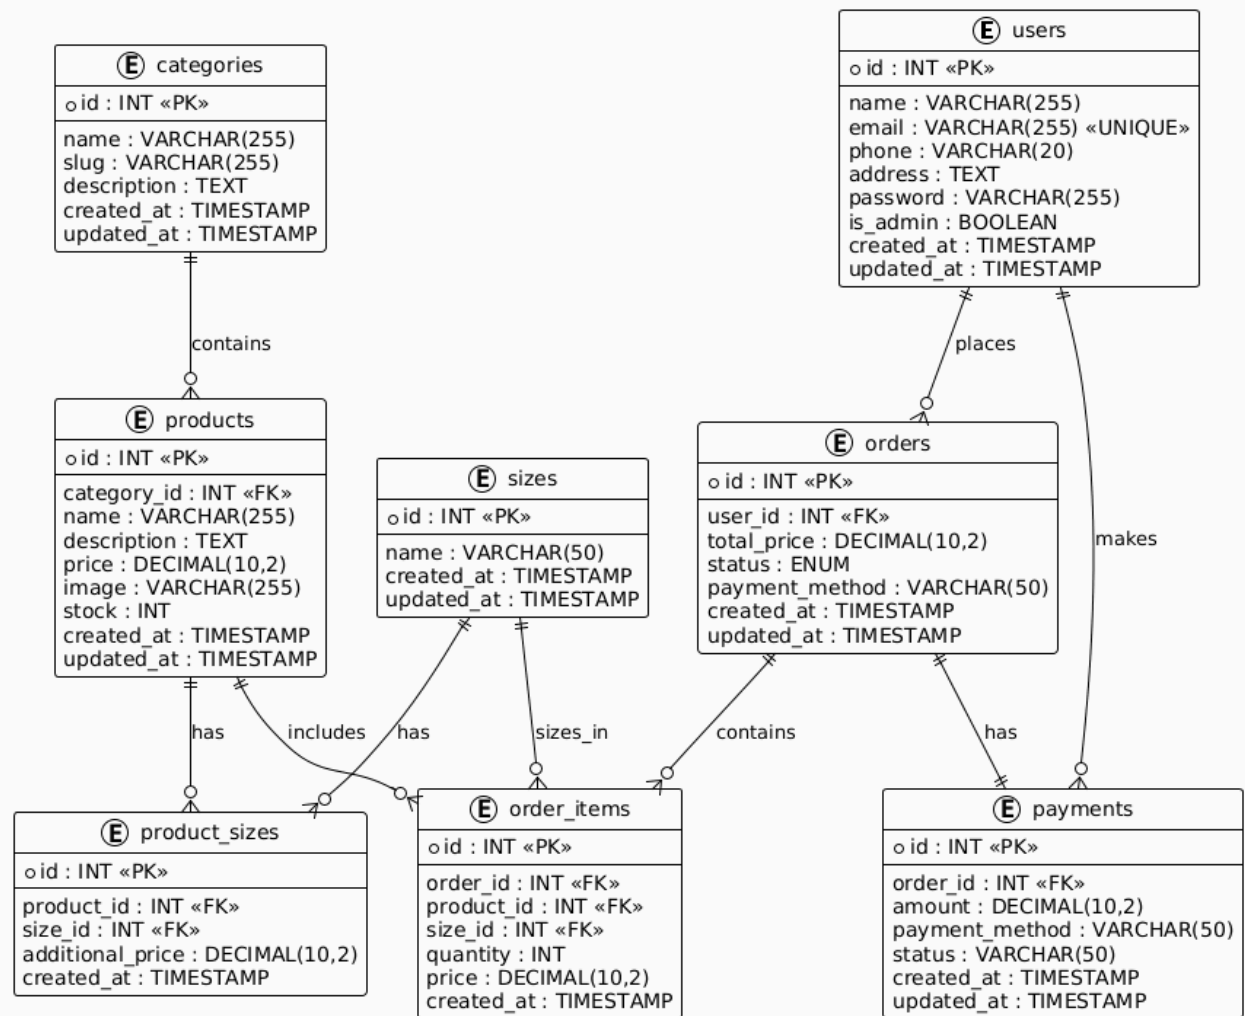 E categories
id : INT «PK»
name : VARCHAR(255)
slug : VARCHAR(255)
description : TEXT
created_at : TIMESTAMP
updated_at : TIMESTAMP
E users
id : INT «PK»
name : VARCHAR(255)
email : VARCHAR(255) «UNIQUE»
phone : VARCHAR(20)
address : TEXT
password : VARCHAR(255)
is_admin : BOOLEAN
created_at : TIMESTAMP
updated_at : TIMESTAMP
contains
places
makes
E products
id : INT «PK»
category_id : INT «FK»
name : VARCHAR(255)
description : TEXT
price : DECIMAL(10,2)
image : VARCHAR(255)
stock : INT
created_at : TIMESTAMP
updated_at : TIMESTAMP
E sizes
id : INT «PK»
name : VARCHAR(50)
created_at : TIMESTAMP
updated_at : TIMESTAMP
E orders
id : INT «PK»
user_id : INT «FK»
total_price : DECIMAL(10,2)
status : ENUM
payment_method : VARCHAR(50)
created_at : TIMESTAMP
updated_at : TIMESTAMP
has
includes
has
sizes_in
contains
has
E product_sizes
id : INT «PK»
product_id : INT «FK»
size_id : INT «FK»
additional_price : DECIMAL(10,2)
created_at : TIMESTAMP
E order_items
id : INT «PK»
order_id : INT «FK»
product_id : INT «FK»
size_id : INT «FK»
quantity : INT
price : DECIMAL(10,2)
created_at : TIMESTAMP
E payments
id : INT «PK»
order_id : INT «FK»
amount : DECIMAL(10,2)
payment_method : VARCHAR(50)
status : VARCHAR(50)
created_at : TIMESTAMP
updated_at : TIMESTAMP